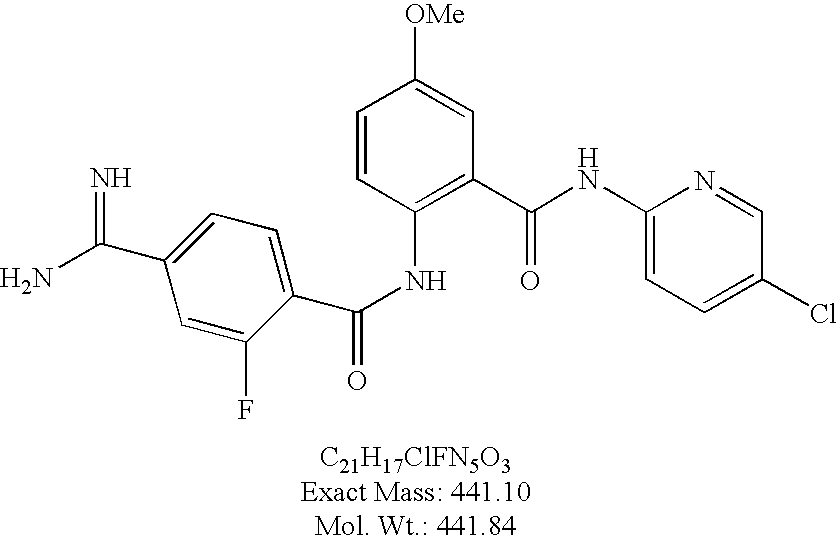 OMe
NH
H
N
N
H₂N
NH
O
Cl
O
F
C₂₁H₁₇ClFN₅O₃
Exact Mass: 441.10
Mol. Wt.: 441.84